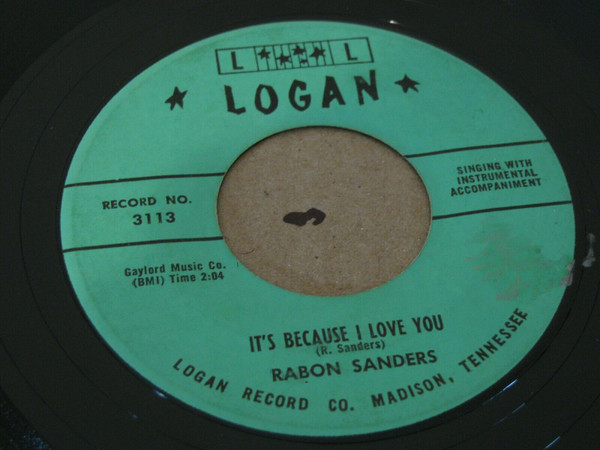 L L
LOGAN
RECORD NO.
3113
SINGING WITH
INSTRUMENTAL
ACCOMPANIMENT
Gaylord Music Co.
(BMI) Time 2:04
IT'S BECAUSE I LOVE YOU
(R. Sanders)
RABON SANDERS
LOGAN RECORD CO. MADISON, TENNESSEE